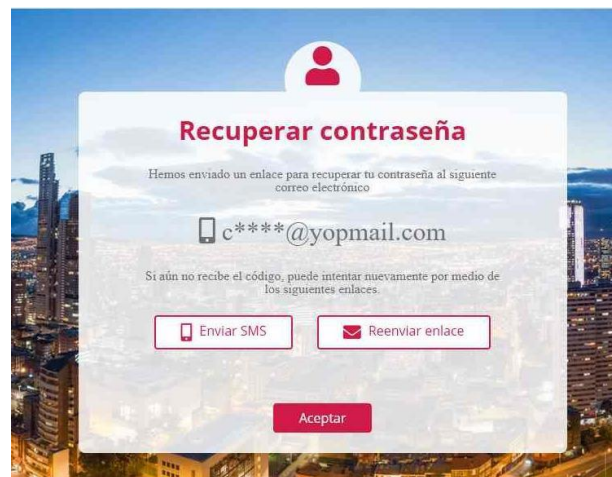 Recuperar contraseña
Hemos enviado un enlace para recuperar tu contraseña al siguiente
correo electrónico
c****@yopmail.com
Si aún no recibe el código, puede intentar nuevamente por medio de
los siguientes enlaces.
Enviar SMS
Reenviar enlace
Aceptar